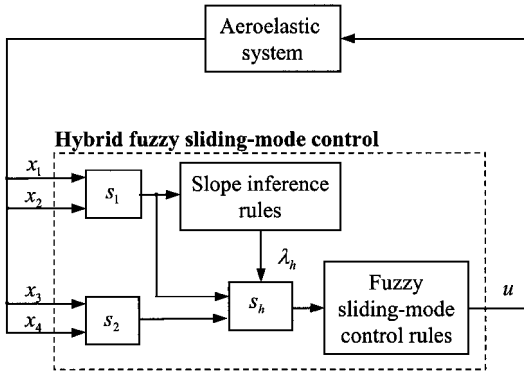 Aeroelastic
system
Hybrid fuzzy sliding-mode control
x₁
x₂
s₁
Slope inference
rules
λₕ
x₃
x₄
s₂
sₕ
Fuzzy
sliding-mode
control rules
u